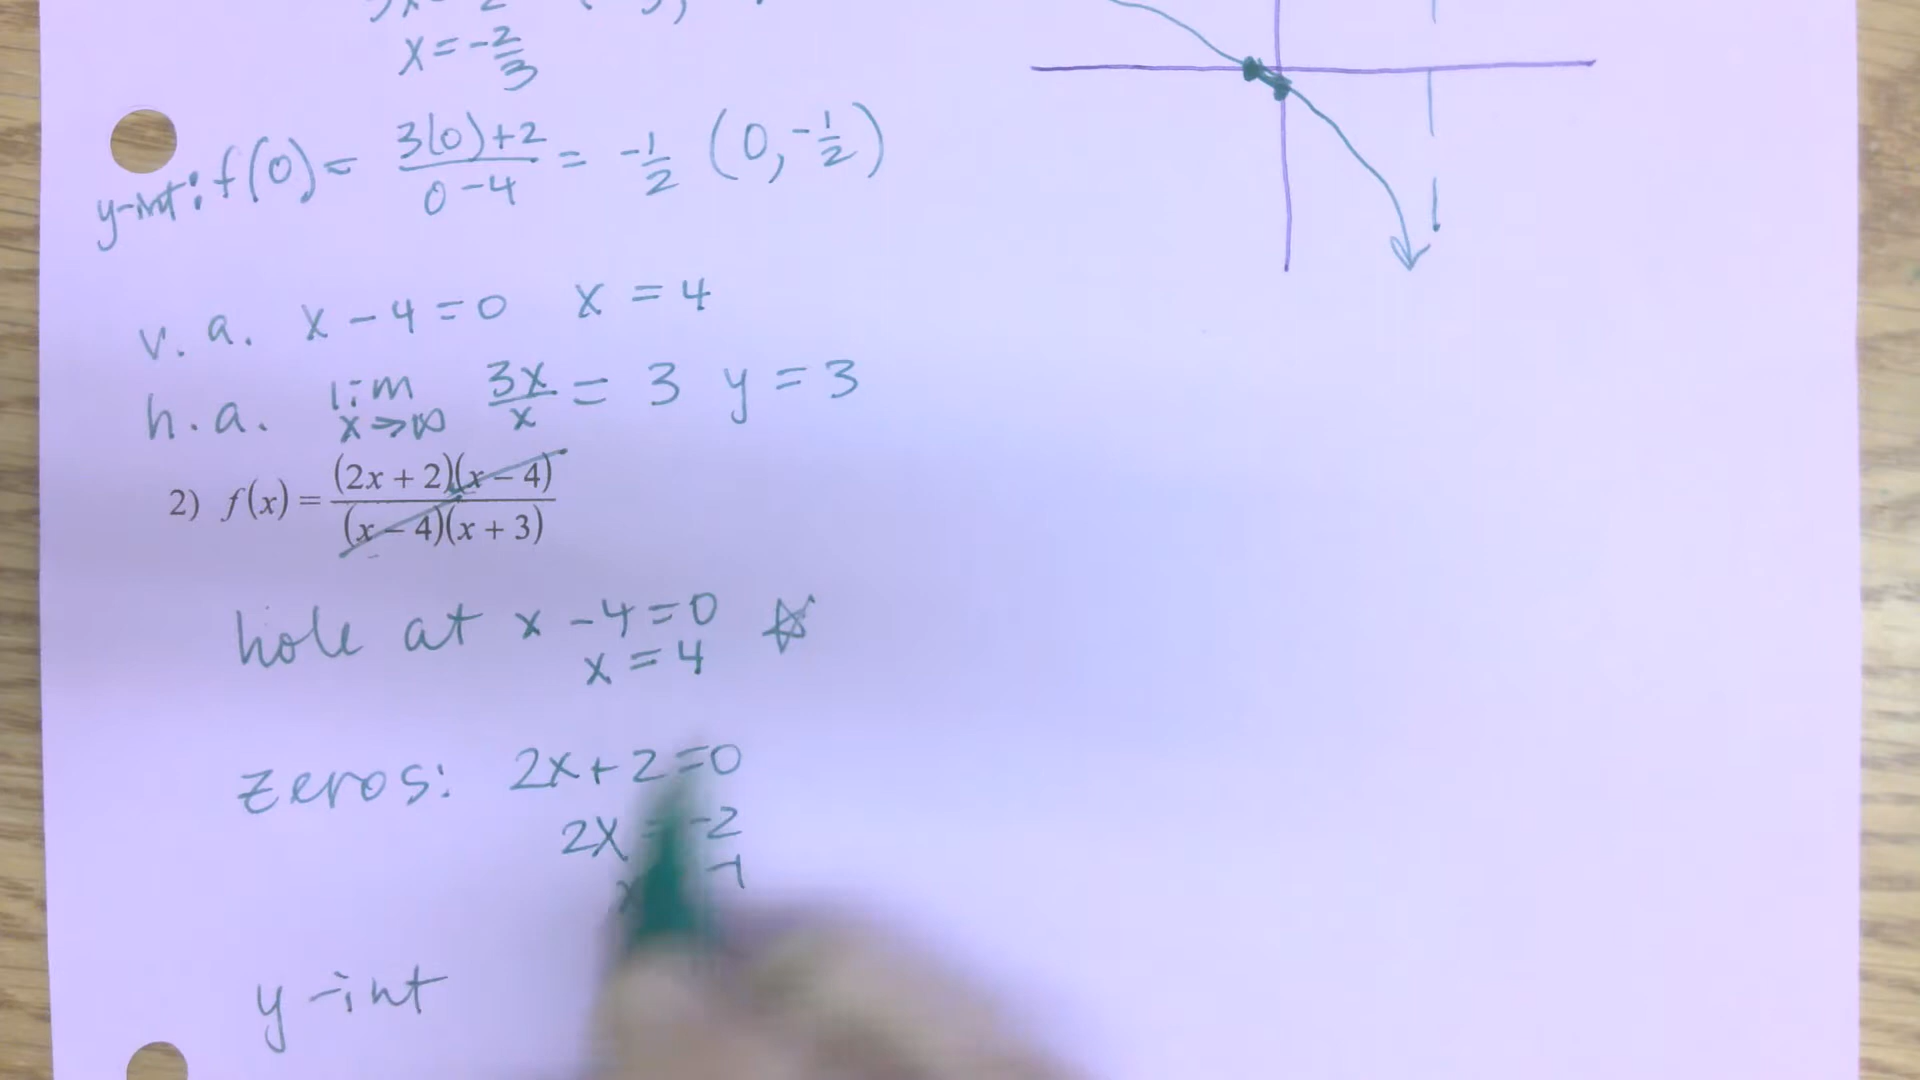 x = -2/3
y-int: f(0) = (3(0)+2)/(0-4) = -1/2 (0, -1/2)
v. a. x - 4 = 0 x = 4
h. a. lim x→∞ 3x/x = 3 y = 3
2) f(x) = (2x + 2)(x – 4)/(x – 4)(x + 3)
hole at x - 4 = 0 ☆
x = 4
zeros: 2x + 2 = 0
2x = -2
x -1
y-int